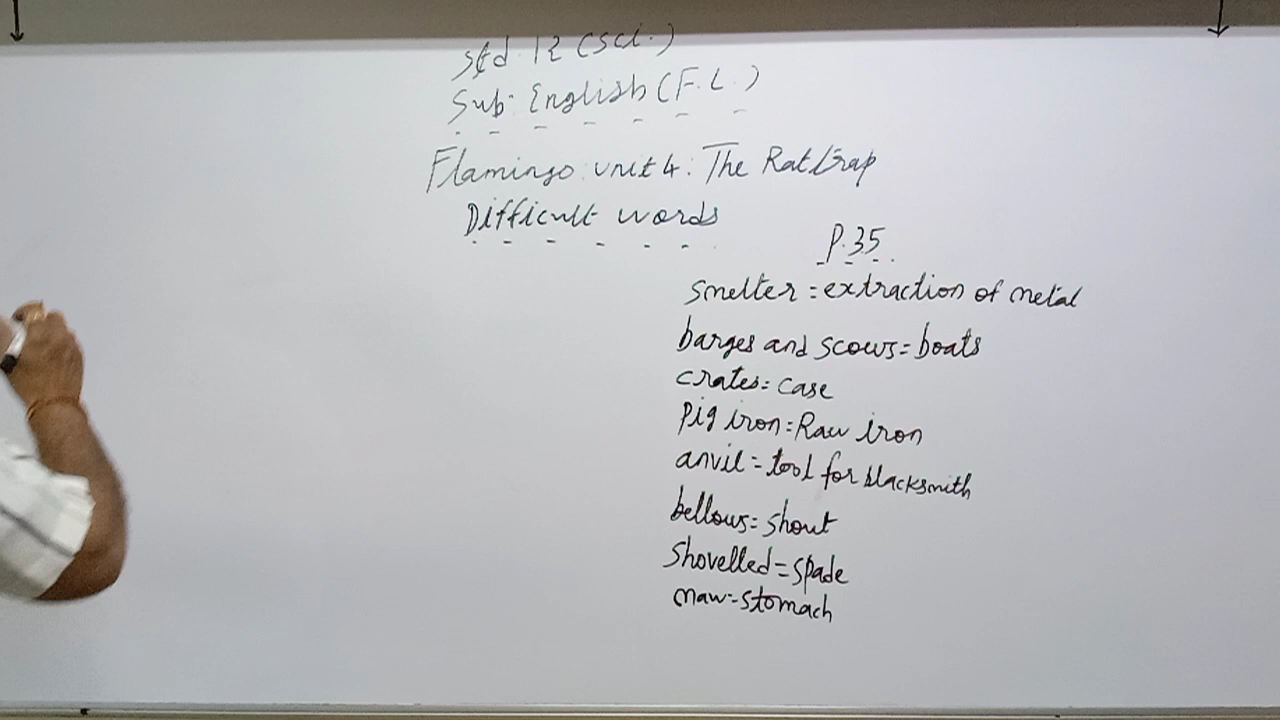 Std 12 (Sci.)
Sub: English (F.L.)
Flamingo: unit 4: The Rattrap
Difficult words
P.35
smelter = extraction of metal
barges and scows = boats
crates = case
pig iron = Raw iron
anvil = tool for blacksmith
bellows = shout
Shovelled = spade
maw = stomach